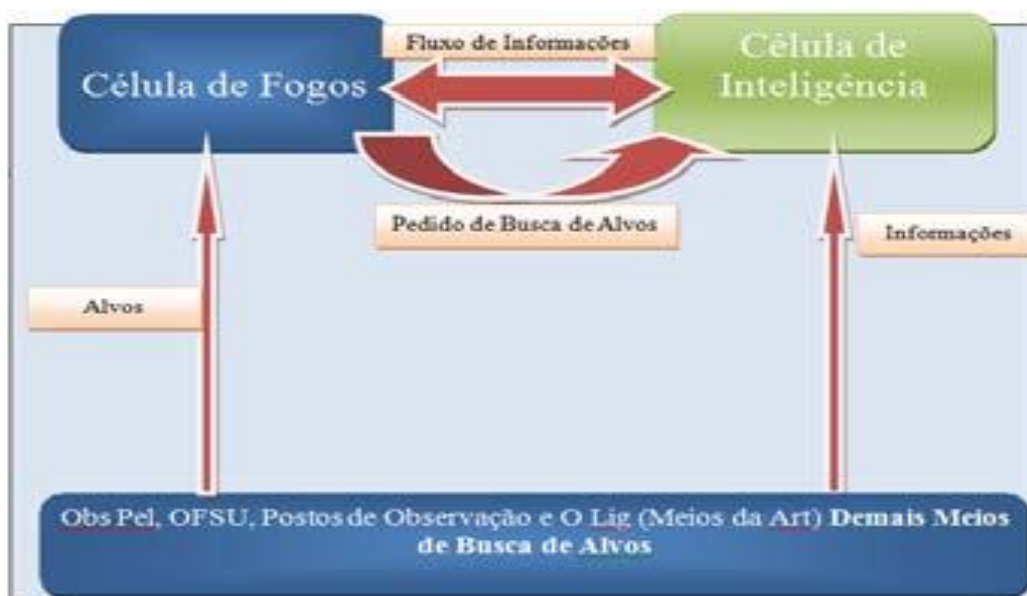 Célula de Fogos
Fluxo de Informações
Célula de
Inteligência
Pedido de Busca de Alvos
Informações
Alvos
Obs Pel, OFSU, Postos de Observação e O Lig (Meios da Art) Demais Meios
de Busca de Alvos